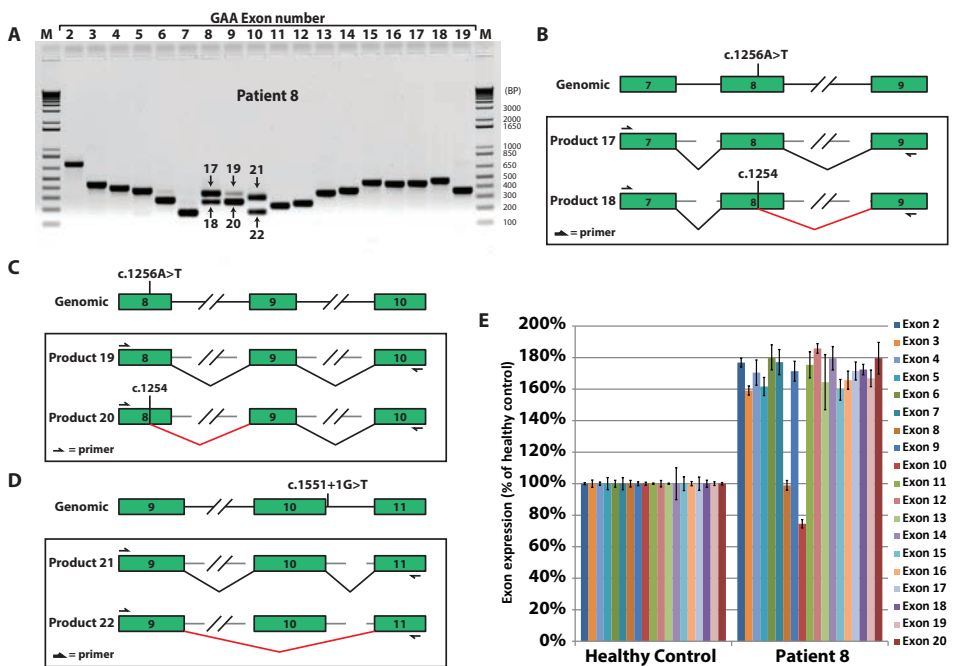 A
GAA Exon number
M 2 3 4 5 6 7 8 9 10 11 12 13 14 15 16 17 18 19 M
Patient 8
17 19 21
18 20 22
(BP)
3000
2000
1650
1000
850
650
500
400
300
200
100
B
c.1256A>T
Genomic 7 8 9
Product 17 7 8 9
c.1254
Product 18 7 8 9
= primer
C
c.1256A>T
Genomic 8 9 10
Product 19 8 9 10
c.1254
Product 20 8 9 10
= primer
D
c.1551+1G>T
Genomic 9 10 11
Product 21 9 10 11
Product 22 9 10 11
= primer
E
Exon expression (% of healthy control)
200%
180%
160%
140%
120%
100%
80%
60%
40%
20%
0%
Healthy Control Patient 8
Exon 2
Exon 3
Exon 4
Exon 5
Exon 6
Exon 7
Exon 8
Exon 9
Exon 10
Exon 11
Exon 12
Exon 13
Exon 14
Exon 15
Exon 16
Exon 17
Exon 18
Exon 19
Exon 20